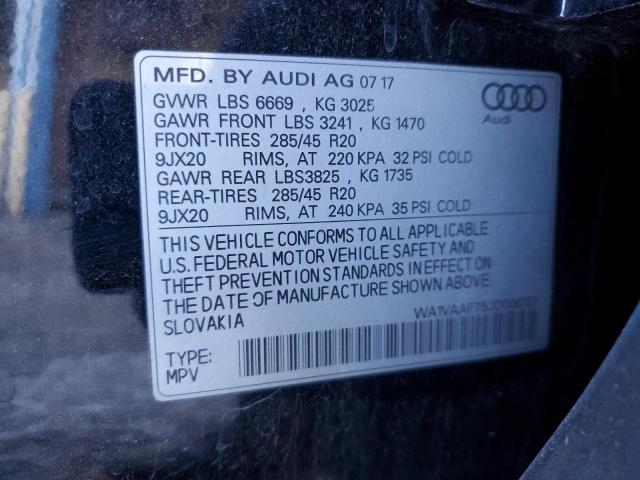 MFD. BY AUDI AG 07 17
GVWR LBS 6669 , KG 3025
GAWR FRONT LBS 3241 , KG 1470
FRONT-TIRES 285/45 R20
9JX20 RIMS, AT 220 KPA 32 PSI COLD
GAWR REAR LBS3825 , KG 1735
REAR-TIRES 285/45 R20
9JX20 RIMS, AT 240 KPA 35 PSI COLD
Audi
THIS VEHICLE CONFORMS TO ALL APPLICABLE
U.S. FEDERAL MOTOR VEHICLE SAFETY AND
THEFT PREVENTION STANDARDS IN EFFECT ON
THE DATE OF MANUFACTURE SHOWN ABOVE.
SLOVAKIA
TYPE:
MPV